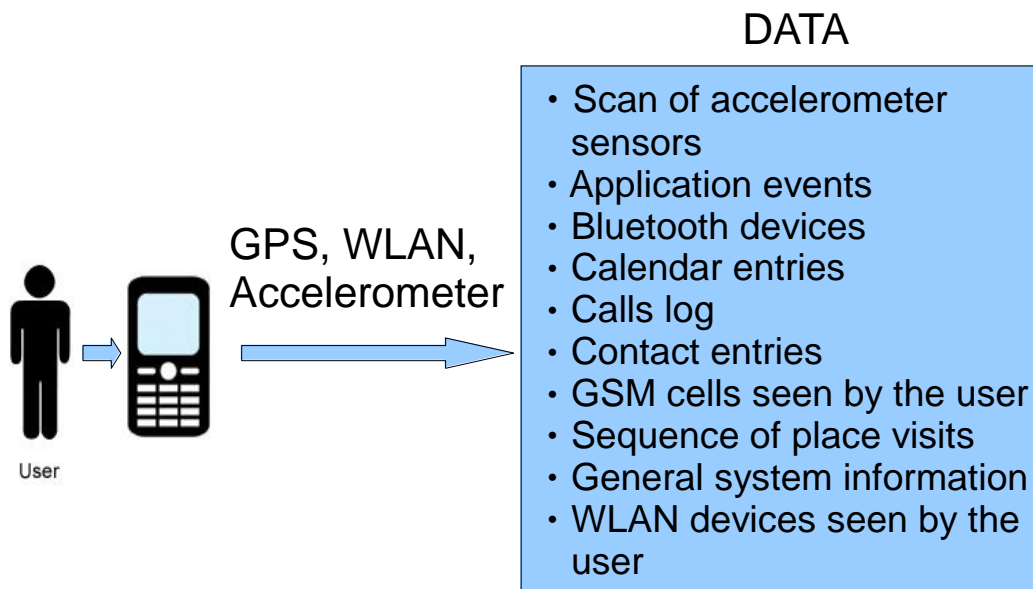 DATA
GPS, WLAN,
Accelerometer
User
• Scan of accelerometer
sensors
• Application events
• Bluetooth devices
• Calendar entries
• Calls log
• Contact entries
• GSM cells seen by the user
• Sequence of place visits
• General system information
• WLAN devices seen by the
user